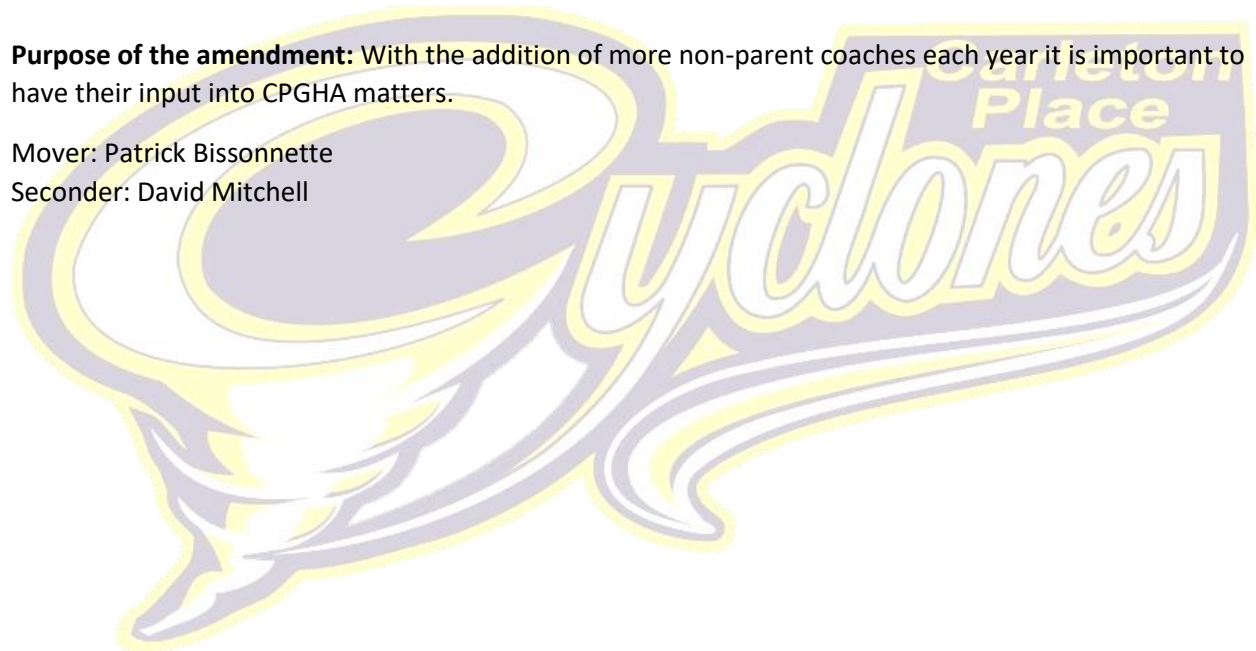 Purpose of the amendment: With the addition of more non-parent coaches each year it is important to
have their input into CPGHA matters.
Mover: Patrick Bissonnette
Seconder: David Mitchell
Carleton
Place
Cyclones